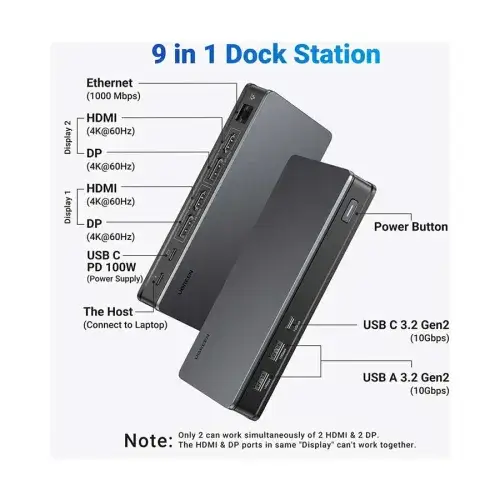 9 in 1 Dock Station
Ethernet
(1000 Mbps)
Display 2
HDMI
(4K@60Hz)
DP
(4K@60Hz)
Display 1
HDMI
(4K@60Hz)
DP
(4K@60Hz)
USB C
PD 100W
(Power Supply)
The Host
(Connect to Laptop)
UGREEN
UGREEN
Power Button
USB C 3.2 Gen2
(10Gbps)
USB A 3.2 Gen2
(10Gbps)
Note: Only 2 can work simultaneously of 2 HDMI & 2 DP.
The HDMI & DP ports in same "Display" can't work together.